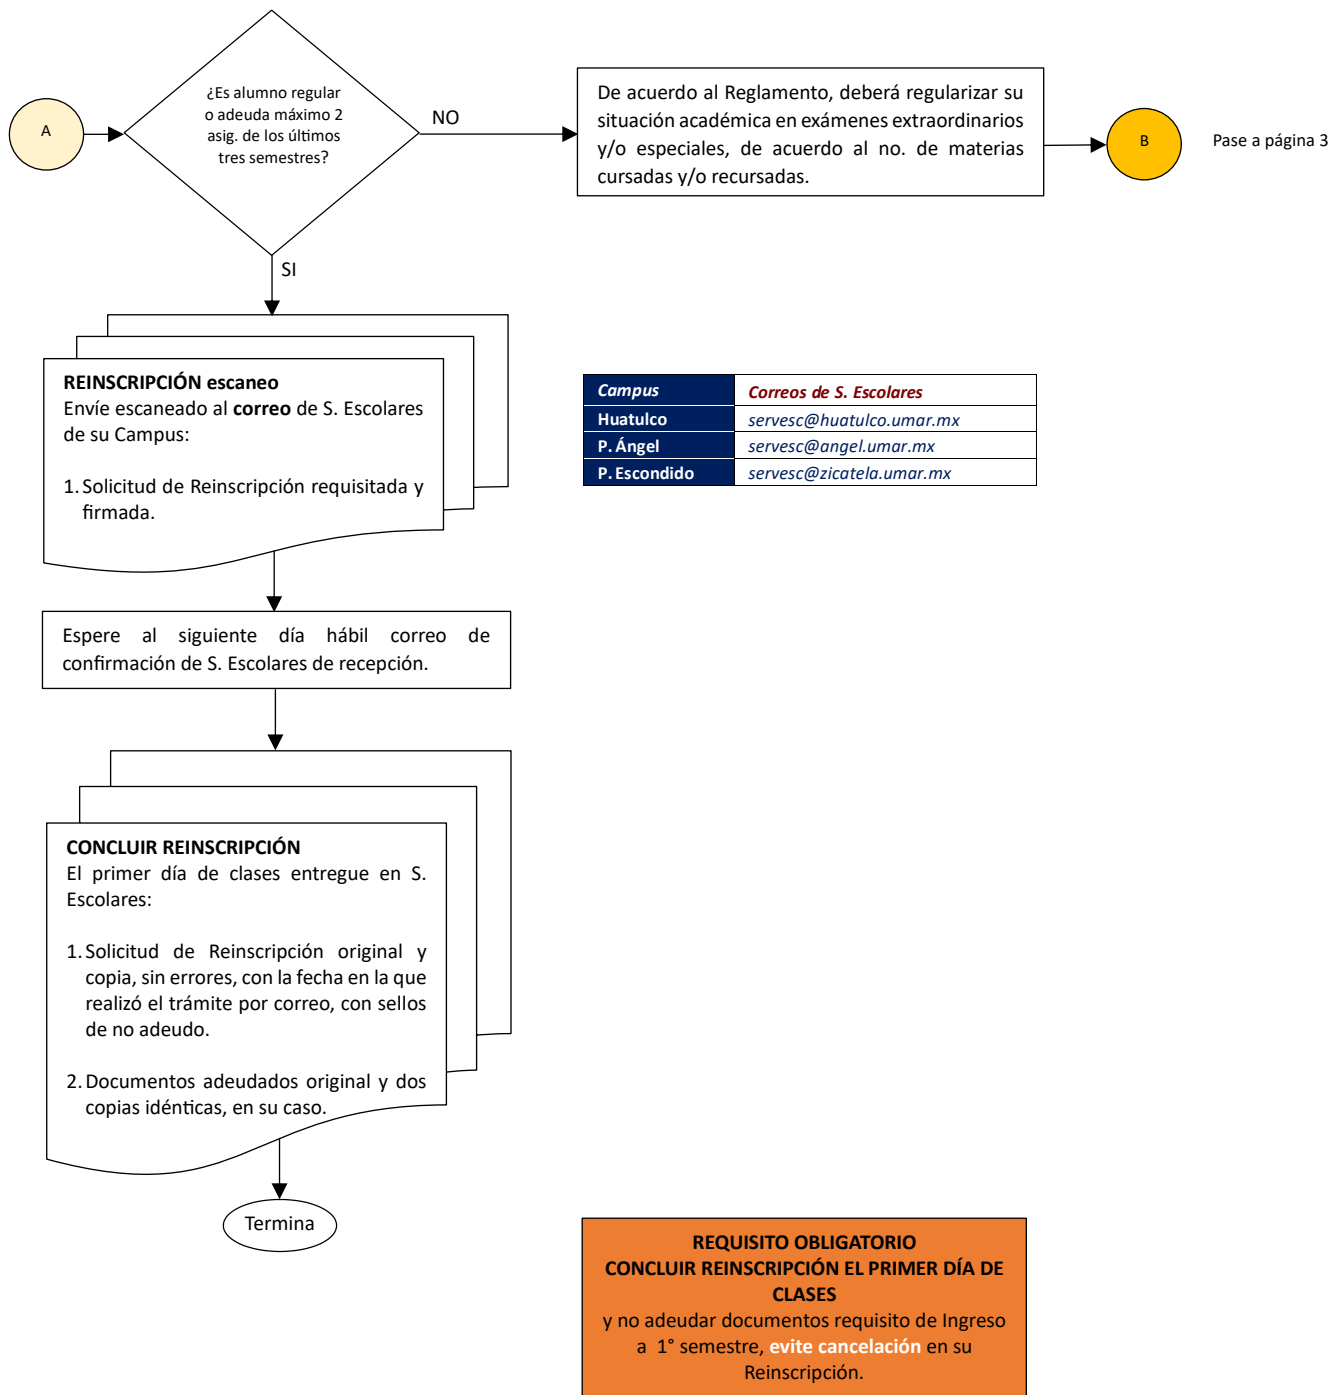 A
¿Es alumno regular
o adeuda máximo 2
asig. de los últimos
tres semestres?
NO
De acuerdo al Reglamento, deberá regularizar su
situación académica en exámenes extraordinarios
y/o especiales, de acuerdo al no. de materias
cursadas y/o recursadas.
B
Pase a página 3
SI
REINSCRIPCIÓN escaneo
Envíe escaneado al correo de S. Escolares
de su Campus:
1. Solicitud de Reinscripción requisitada y
firmada.
Campus Correos de S. Escolares
Huatulco servesc@huatulco.umar.mx
P. Ángel servesc@angel.umar.mx
P. Escondido servesc@zicatela.umar.mx
Espere al siguiente día hábil correo de
confirmación de S. Escolares de recepción.
CONCLUIR REINSCRIPCIÓN
El primer día de clases entregue en S.
Escolares:
1. Solicitud de Reinscripción original y
copia, sin errores, con la fecha en la que
realizó el trámite por correo, con sellos
de no adeudo.
2. Documentos adeudados original y dos
copias idénticas, en su caso.
Termina
REQUISITO OBLIGATORIO
CONCLUIR REINSCRIPCIÓN EL PRIMER DÍA DE
CLASES
y no adeudar documentos requisito de Ingreso
a 1° semestre, evite cancelación en su
Reinscripción.